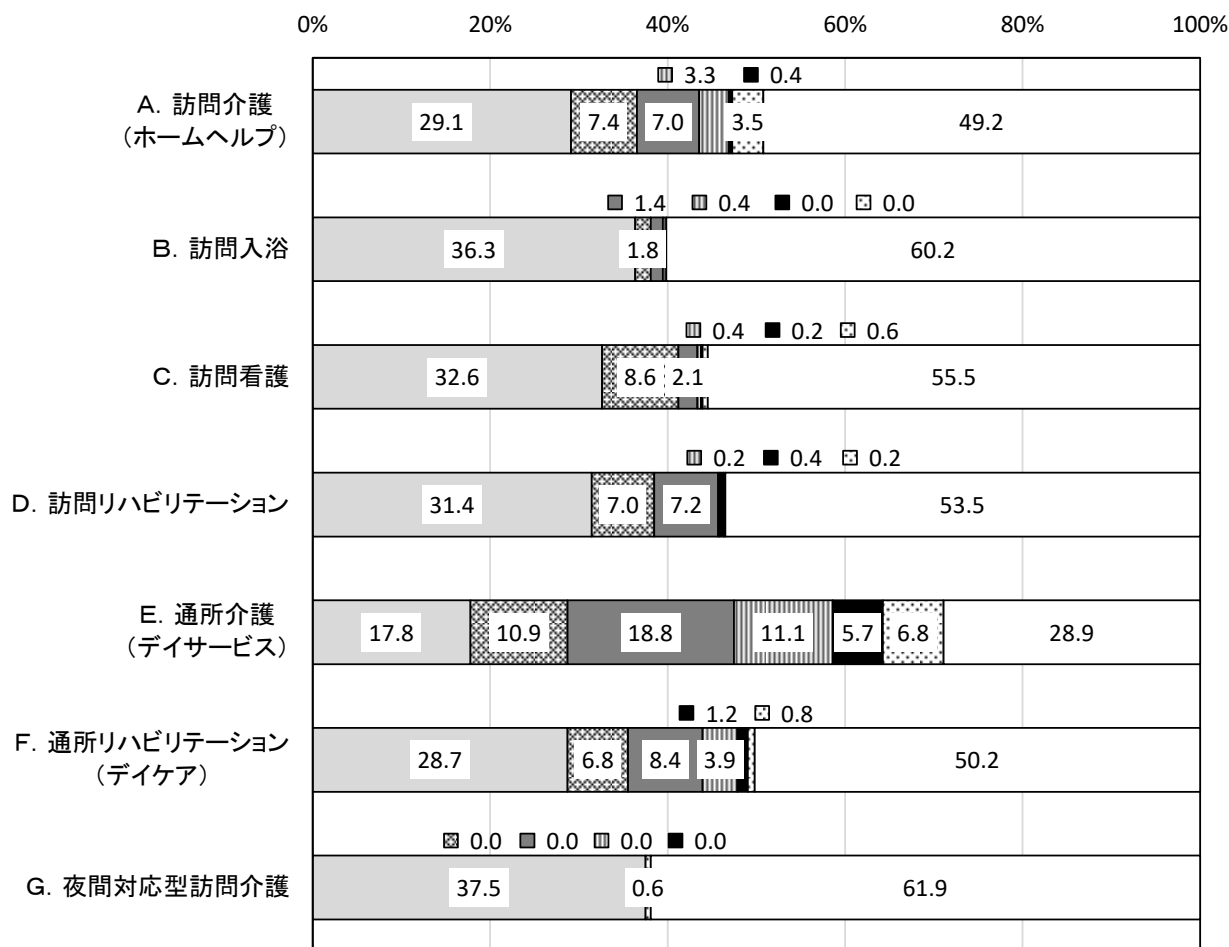 0% 20% 40% 60% 80% 100%
3.3 0.4
A. 訪問介護
(ホームヘルプ)
29.1 7.4 7.0 3.5 49.2
1.4 0.4 0.0 0.0
B. 訪問入浴
36.3 1.8 60.2
0.4 0.2 0.6
C. 訪問看護
32.6 8.6 2.1 55.5
0.2 0.4 0.2
D. 訪問リハビリテーション
31.4 7.0 7.2 53.5
E. 通所介護
(デイサービス)
17.8 10.9 18.8 11.1 5.7 6.8 28.9
1.2 0.8
F. 通所リハビリテーション
(デイケア)
28.7 6.8 8.4 3.9 50.2
0.0 0.0 0.0 0.0
G. 夜間対応型訪問介護
37.5 0.6 61.9